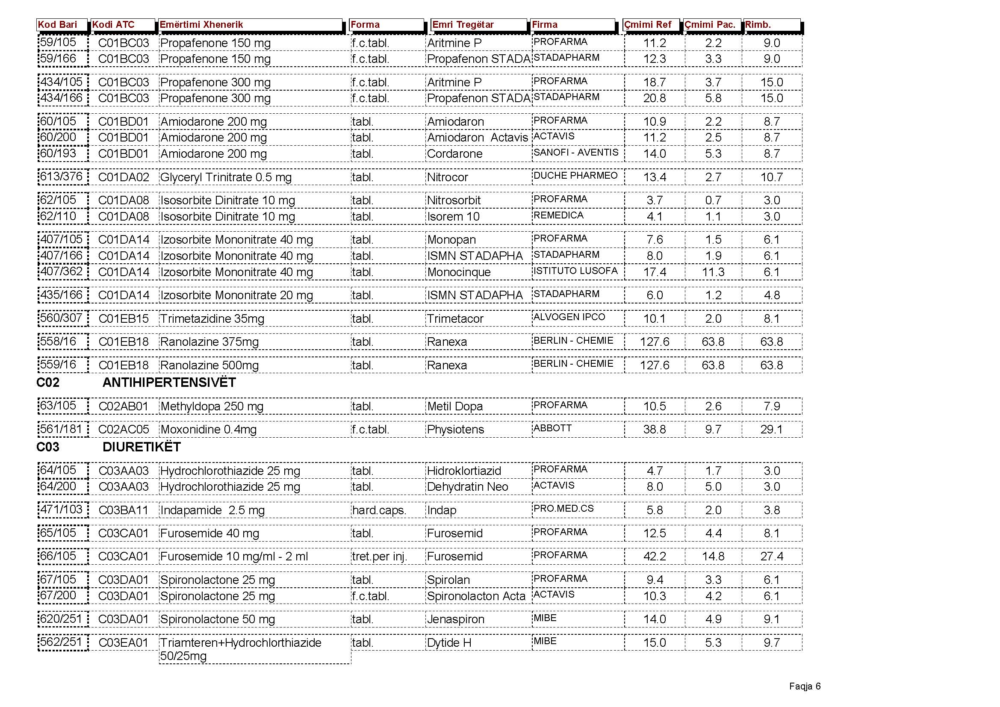 Kod Bari Kodi ATC Emërtimi Xhenerik Forma Emri Tregëtar Firma Çmimi Ref Çmimi Pac. Rimb.
59/105 C01BC03 Propafenone 150 mg f.c.tabl. Aritmine P PROFARMA 11.2 2.2 9.0
59/166 C01BC03 Propafenone 150 mg f.c.tabl. Propafenon STADA STADAPHARM 12.3 3.3 9.0
434/105 C01BC03 Propafenone 300 mg f.c.tabl. Aritmine P PROFARMA 18.7 3.7 15.0
434/166 C01BC03 Propafenone 300 mg f.c.tabl. Propafenon STADA STADAPHARM 20.8 5.8 15.0
60/105 C01BD01 Amiodarone 200 mg tabl. Amiodaron PROFARMA 10.9 2.2 8.7
60/200 C01BD01 Amiodarone 200 mg tabl. Amiodaron Actavis ACTAVIS 11.2 2.5 8.7
60/193 C01BD01 Amiodarone 200 mg tabl. Cordarone SANOFI - AVENTIS 14.0 5.3 8.7
613/376 C01DA02 Glyceryl Trinitrate 0.5 mg tabl. Nitrocor DUCHE PHARMEO 13.4 2.7 10.7
62/105 C01DA08 Isosorbite Dinitrate 10 mg tabl. Nitrosorbit PROFARMA 3.7 0.7 3.0
62/110 C01DA08 Isosorbite Dinitrate 10 mg tabl. Isorem 10 REMEDICA 4.1 1.1 3.0
407/105 C01DA14 Izosorbite Mononitrate 40 mg tabl. Monopan PROFARMA 7.6 1.5 6.1
407/166 C01DA14 Izosorbite Mononitrate 40 mg tabl. ISMN STADAPHA STADAPHARM 8.0 1.9 6.1
407/362 C01DA14 Izosorbite Mononitrate 40 mg tabl. Monocinque ISTITUTO LUSOFA 17.4 11.3 6.1
435/166 C01DA14 Izosorbite Mononitrate 20 mg tabl. ISMN STADAPHA STADAPHARM 6.0 1.2 4.8
560/307 C01EB15 Trimetazidine 35mg tabl. Trimetacor ALVOGEN IPCO 10.1 2.0 8.1
558/16 C01EB18 Ranolazine 375mg tabl. Ranexa BERLIN - CHEMIE 127.6 63.8 63.8
559/16 C01EB18 Ranolazine 500mg tabl. Ranexa BERLIN - CHEMIE 127.6 63.8 63.8
C02 ANTIHIPERTENSIVËT
63/105 C02AB01 Methyldopa 250 mg tabl. Metil Dopa PROFARMA 10.5 2.6 7.9
561/181 C02AC05 Moxonidine 0.4mg f.c.tabl. Physiotens ABBOTT 38.8 9.7 29.1
C03 DIURETIKËT
64/105 C03AA03 Hydrochlorothiazide 25 mg tabl. Hidroklortiazid PROFARMA 4.7 1.7 3.0
64/200 C03AA03 Hydrochlorothiazide 25 mg tabl. Dehydratin Neo ACTAVIS 8.0 5.0 3.0
471/103 C03BA11 Indapamide 2.5 mg hard.caps. Indap PRO.MED.CS 5.8 2.0 3.8
65/105 C03CA01 Furosemide 40 mg tabl. Furosemid PROFARMA 12.5 4.4 8.1
66/105 C03CA01 Furosemide 10 mg/ml - 2 ml tret.per inj. Furosemid PROFARMA 42.2 14.8 27.4
67/105 C03DA01 Spironolactone 25 mg tabl. Spirolan PROFARMA 9.4 3.3 6.1
67/200 C03DA01 Spironolactone 25 mg f.c.tabl. Spironolacton Acta ACTAVIS 10.3 4.2 6.1
620/251 C03DA01 Spironolactone 50 mg tabl. Jenaspiron MIBE 14.0 4.9 9.1
562/251 C03EA01 Triamteren+Hydrochlorthiazide tabl. Dytide H MIBE 15.0 5.3 9.7
50/25mg
Faqja 6